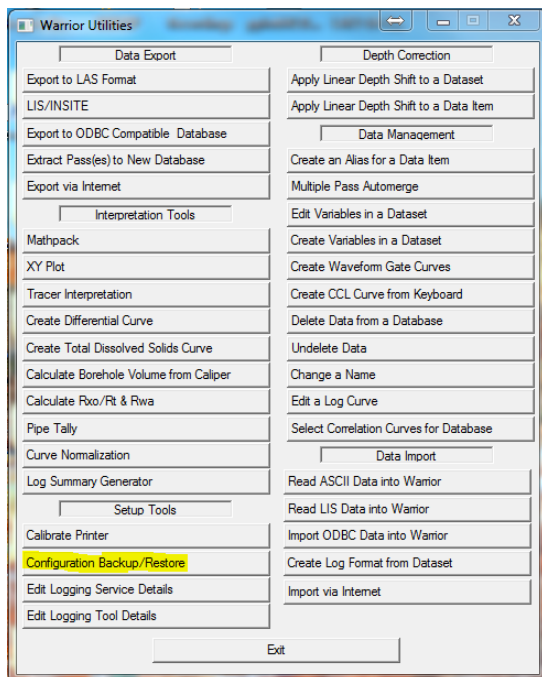 Warrior Utilities
Data Export
Export to LAS Format
LIS/INSITE
Export to ODBC Compatible Database
Extract Pass(es) to New Database
Export via Internet
Interpretation Tools
Mathpack
XY Plot
Tracer Interpretation
Create Differential Curve
Create Total Dissolved Solids Curve
Calculate Borehole Volume from Caliper
Calculate Rxo/Rt & Rwa
Pipe Tally
Curve Normalization
Log Summary Generator
Setup Tools
Calibrate Printer
Configuration Backup/Restore
Edit Logging Service Details
Edit Logging Tool Details
Depth Correction
Apply Linear Depth Shift to a Dataset
Apply Linear Depth Shift to a Data Item
Data Management
Create an Alias for a Data Item
Multiple Pass Automerge
Edit Variables in a Dataset
Create Variables in a Dataset
Create Waveform Gate Curves
Create CCL Curve from Keyboard
Delete Data from a Database
Undelete Data
Change a Name
Edit a Log Curve
Select Correlation Curves for Database
Data Import
Read ASCII Data into Warrior
Read LIS Data into Warrior
Import ODBC Data into Warrior
Create Log Format from Dataset
Import via Internet
Exit